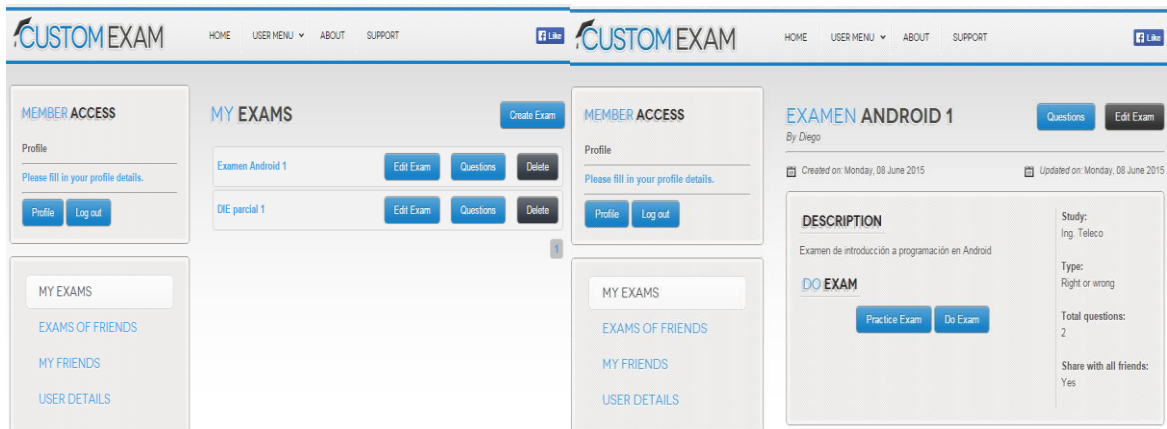 CUSTOM EXAM
HOME USER MENU ABOUT SUPPORT
Like
MEMBER ACCESS
Profile
Please fill in your profile details.
Profile Log out
MY EXAMS
EXAMS OF FRIENDS
MY FRIENDS
USER DETAILS
MY EXAMS Create Exam
Examen Android 1 Edit Exam Questions Delete
DIE parcial 1 Edit Exam Questions Delete
1
CUSTOM EXAM
HOME USER MENU ABOUT SUPPORT
Like
MEMBER ACCESS
Profile
Please fill in your profile details.
Profile Log out
MY EXAMS
EXAMS OF FRIENDS
MY FRIENDS
USER DETAILS
EXAMEN ANDROID 1 Questions Edit Exam
By Diego
Created on: Monday, 08 June 2015 Updated on: Monday, 08 June 2015
DESCRIPTION
Examen de introducción a programación en Android
DO EXAM
Practice Exam Do Exam
Study:
Ing. Teleco
Type:
Right or wrong
Total questions:
2
Share with all friends:
Yes